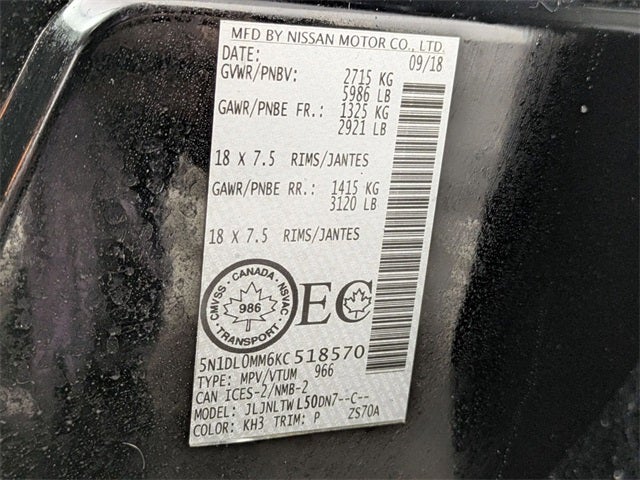 MFD BY NISSAN MOTOR CO., LTD.
DATE: 09/18
GVWR/PNBV: 2715 KG
5986 LB
GAWR/PNBE FR.: 1325 KG
2921 LB
18 X 7.5 RIMS/JANTES
GAWR/PNBE RR.: 1415 KG
3120 LB
18 X 7.5 RIMS/JANTES
CMVSS · CANADA · NSVAC
986
TRANSPORT
EC
5N1DL0MM6KC518570
TYPE: MPV/VTUM 966
CAN ICES-2/NMB-2
MODEL: JLJNLTWL50DN7--C--
COLOR: KH3 TRIM: P ZS70A